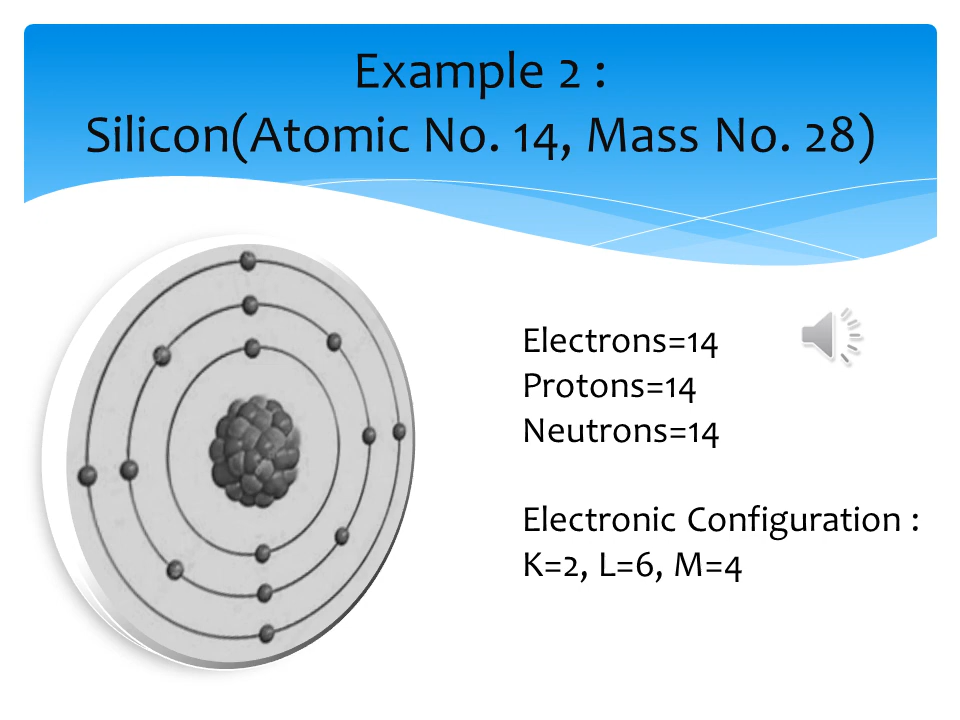 Example 2 :
Silicon(Atomic No. 14, Mass No. 28)
Electrons=14
Protons=14
Neutrons=14
Electronic Configuration :
K=2, L=6, M=4